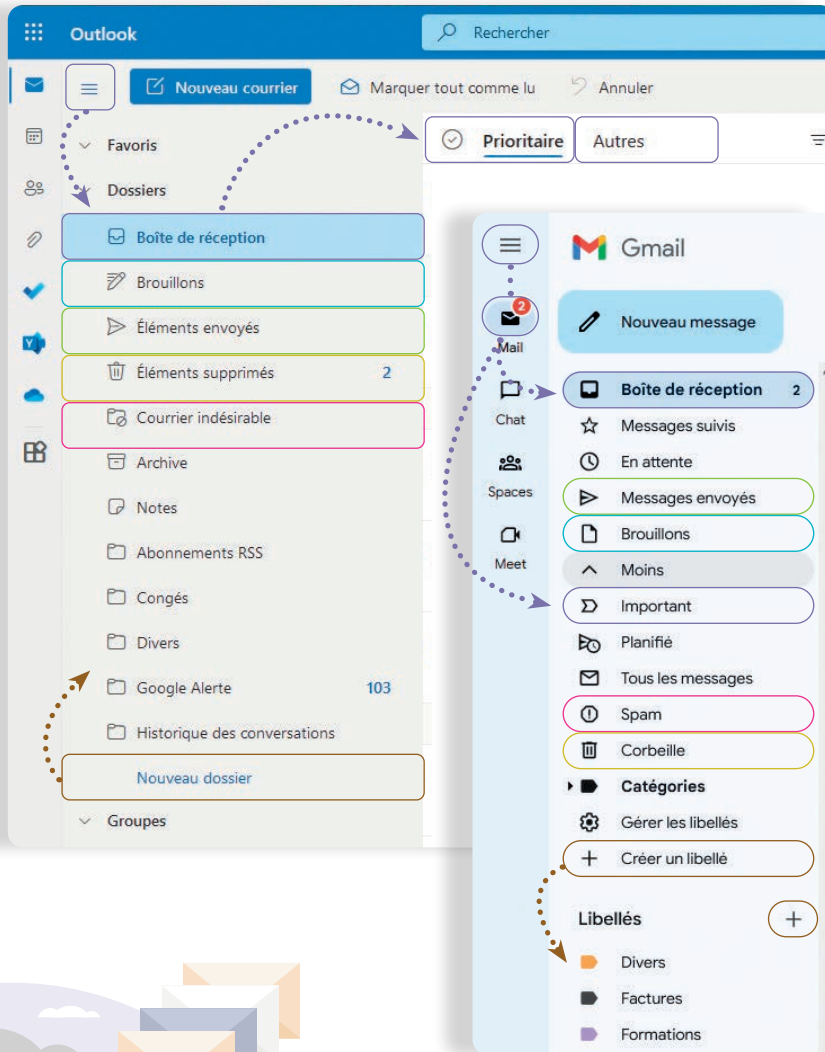 Outlook
Rechercher
Nouveau courrier
Marquer tout comme lu
Annuler
Favoris
Prioritaire
Autres
Dossiers
Boîte de réception
Brouillons
Éléments envoyés
Éléments supprimés 2
Courrier indésirable
Archive
Notes
Abonnements RSS
Congés
Divers
Google Alerte 103
Historique des conversations
Nouveau dossier
Groupes
Gmail
2
Mail
Chat
Spaces
Meet
Nouveau message
Boîte de réception 2
Messages suivis
En attente
Messages envoyés
Brouillons
Moins
Important
Planifié
Tous les messages
Spam
Corbeille
Catégories
Gérer les libellés
Créer un libellé
Libellés
Divers
Factures
Formations